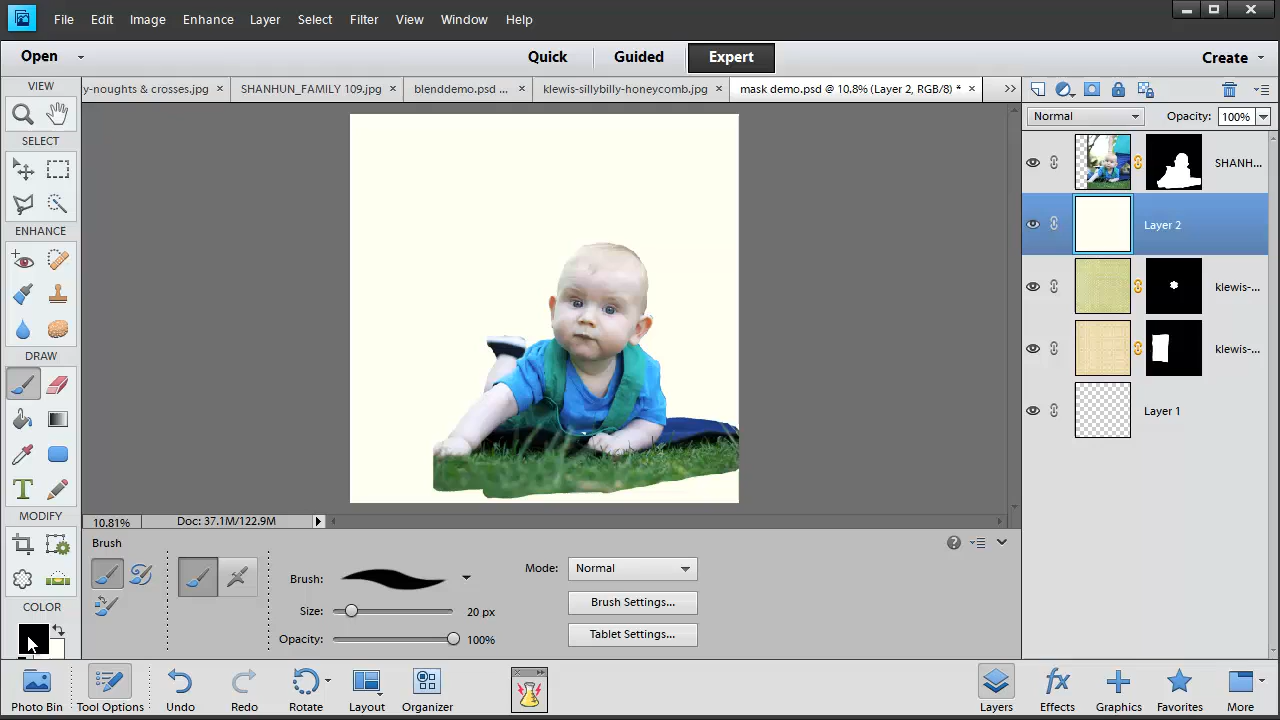 File Edit Image Enhance Layer Select Filter View Window Help
Open Quick Guided Expert Create
VIEW
y-noughts & crosses.jpg × SHANHUN_FAMILY 109.jpg × blenddemo.psd ... × klewis-sillybilly-honeycomb.jpg × mask demo.psd @ 10.8% (Layer 2, RGB/8) * × >>
Normal Opacity: 100%
SELECT
SHANH...
Layer 2
ENHANCE
klewis-...
klewis-...
DRAW
Layer 1
T
MODIFY
10.81% Doc: 37.1M/122.9M
Brush
Mode: Normal
Brush:
Brush Settings...
COLOR
Size: 20 px
Tablet Settings...
Opacity: 100%
Photo Bin Tool Options Undo Redo Rotate Layout Organizer Layers Effects Graphics Favorites More